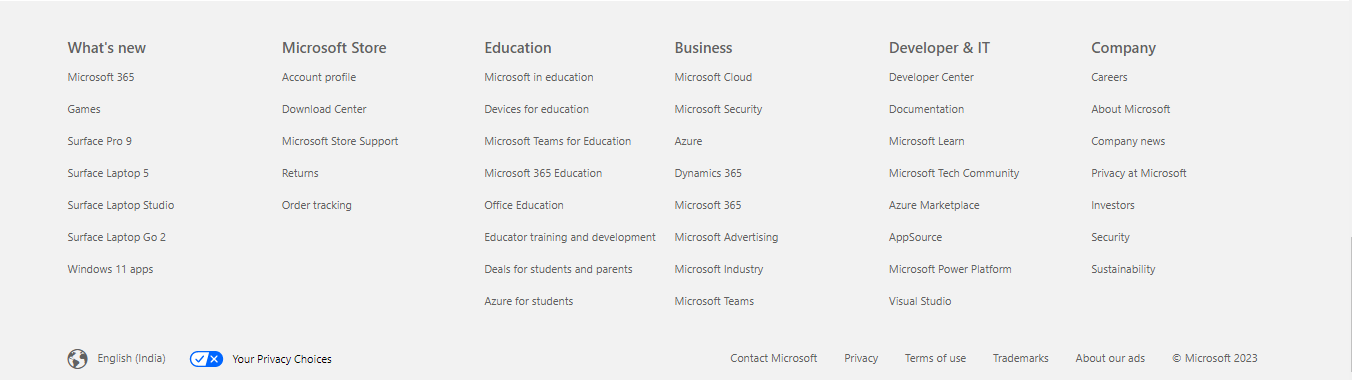 What's new
Microsoft 365
Games
Surface Pro 9
Surface Laptop 5
Surface Laptop Studio
Surface Laptop Go 2
Windows 11 apps
Microsoft Store
Account profile
Download Center
Microsoft Store Support
Returns
Order tracking
Education
Microsoft in education
Devices for education
Microsoft Teams for Education
Microsoft 365 Education
Office Education
Educator training and development
Deals for students and parents
Azure for students
Business
Microsoft Cloud
Microsoft Security
Azure
Dynamics 365
Microsoft 365
Microsoft Advertising
Microsoft Industry
Microsoft Teams
Developer & IT
Developer Center
Documentation
Microsoft Learn
Microsoft Tech Community
Azure Marketplace
AppSource
Microsoft Power Platform
Visual Studio
Company
Careers
About Microsoft
Company news
Privacy at Microsoft
Investors
Security
Sustainability
English (India) Your Privacy Choices Contact Microsoft Privacy Terms of use Trademarks About our ads © Microsoft 2023